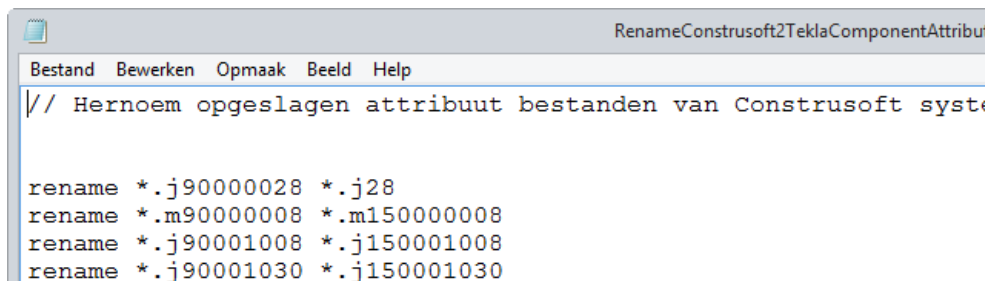 RenameConstrusoft2TeklaComponentAttribut
Bestand Bewerken Opmaak Beeld Help
// Hernoem opgeslagen attribuut bestanden van Construsoft syste
rename *.j90000028 *.j28
rename *.m90000008 *.m150000008
rename *.j90001008 *.j150001008
rename *.j90001030 *.j150001030